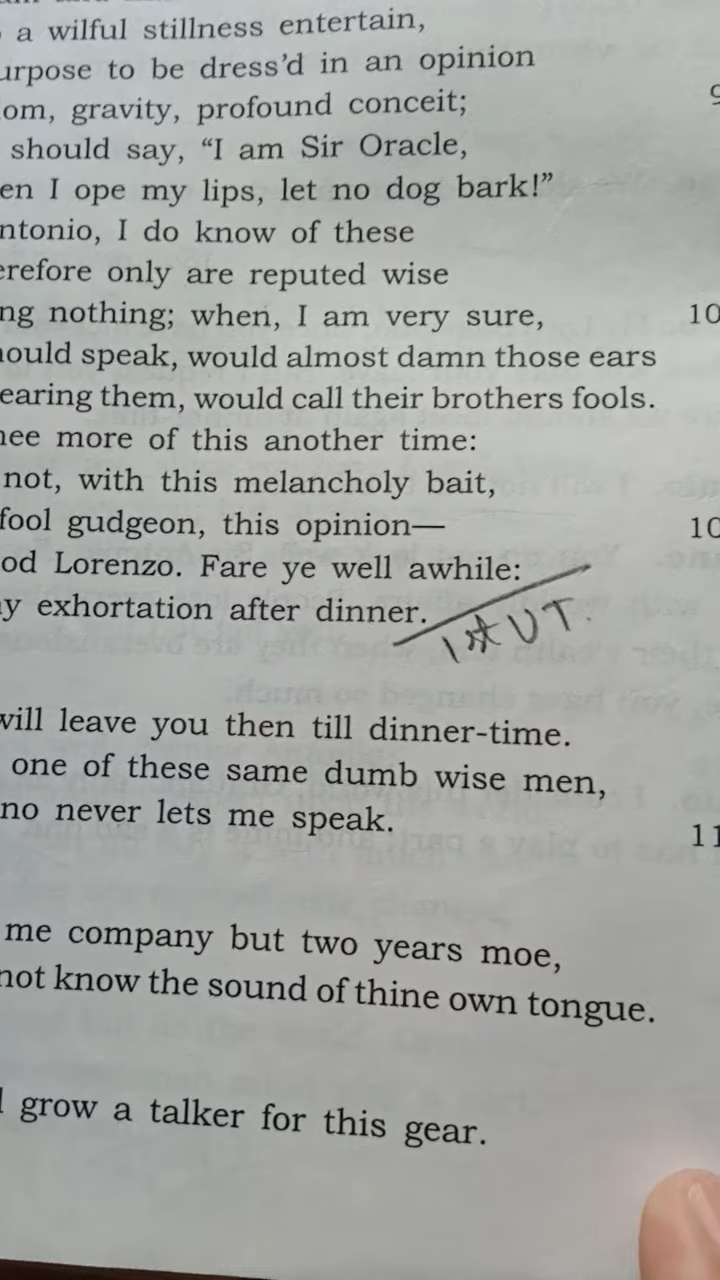 a wilful stillness entertain,
urpose to be dress'd in an opinion
om, gravity, profound conceit;
should say, “I am Sir Oracle,
en I ope my lips, let no dog bark!”
ntonio, I do know of these
erefore only are reputed wise
ng nothing; when, I am very sure, 10
ould speak, would almost damn those ears
earing them, would call their brothers fools.
hee more of this another time:
not, with this melancholy bait,
fool gudgeon, this opinion— 10
od Lorenzo. Fare ye well awhile:
y exhortation after dinner.
1st UT.
will leave you then till dinner-time.
one of these same dumb wise men,
no never lets me speak. 11
me company but two years moe,
not know the sound of thine own tongue.
l grow a talker for this gear.